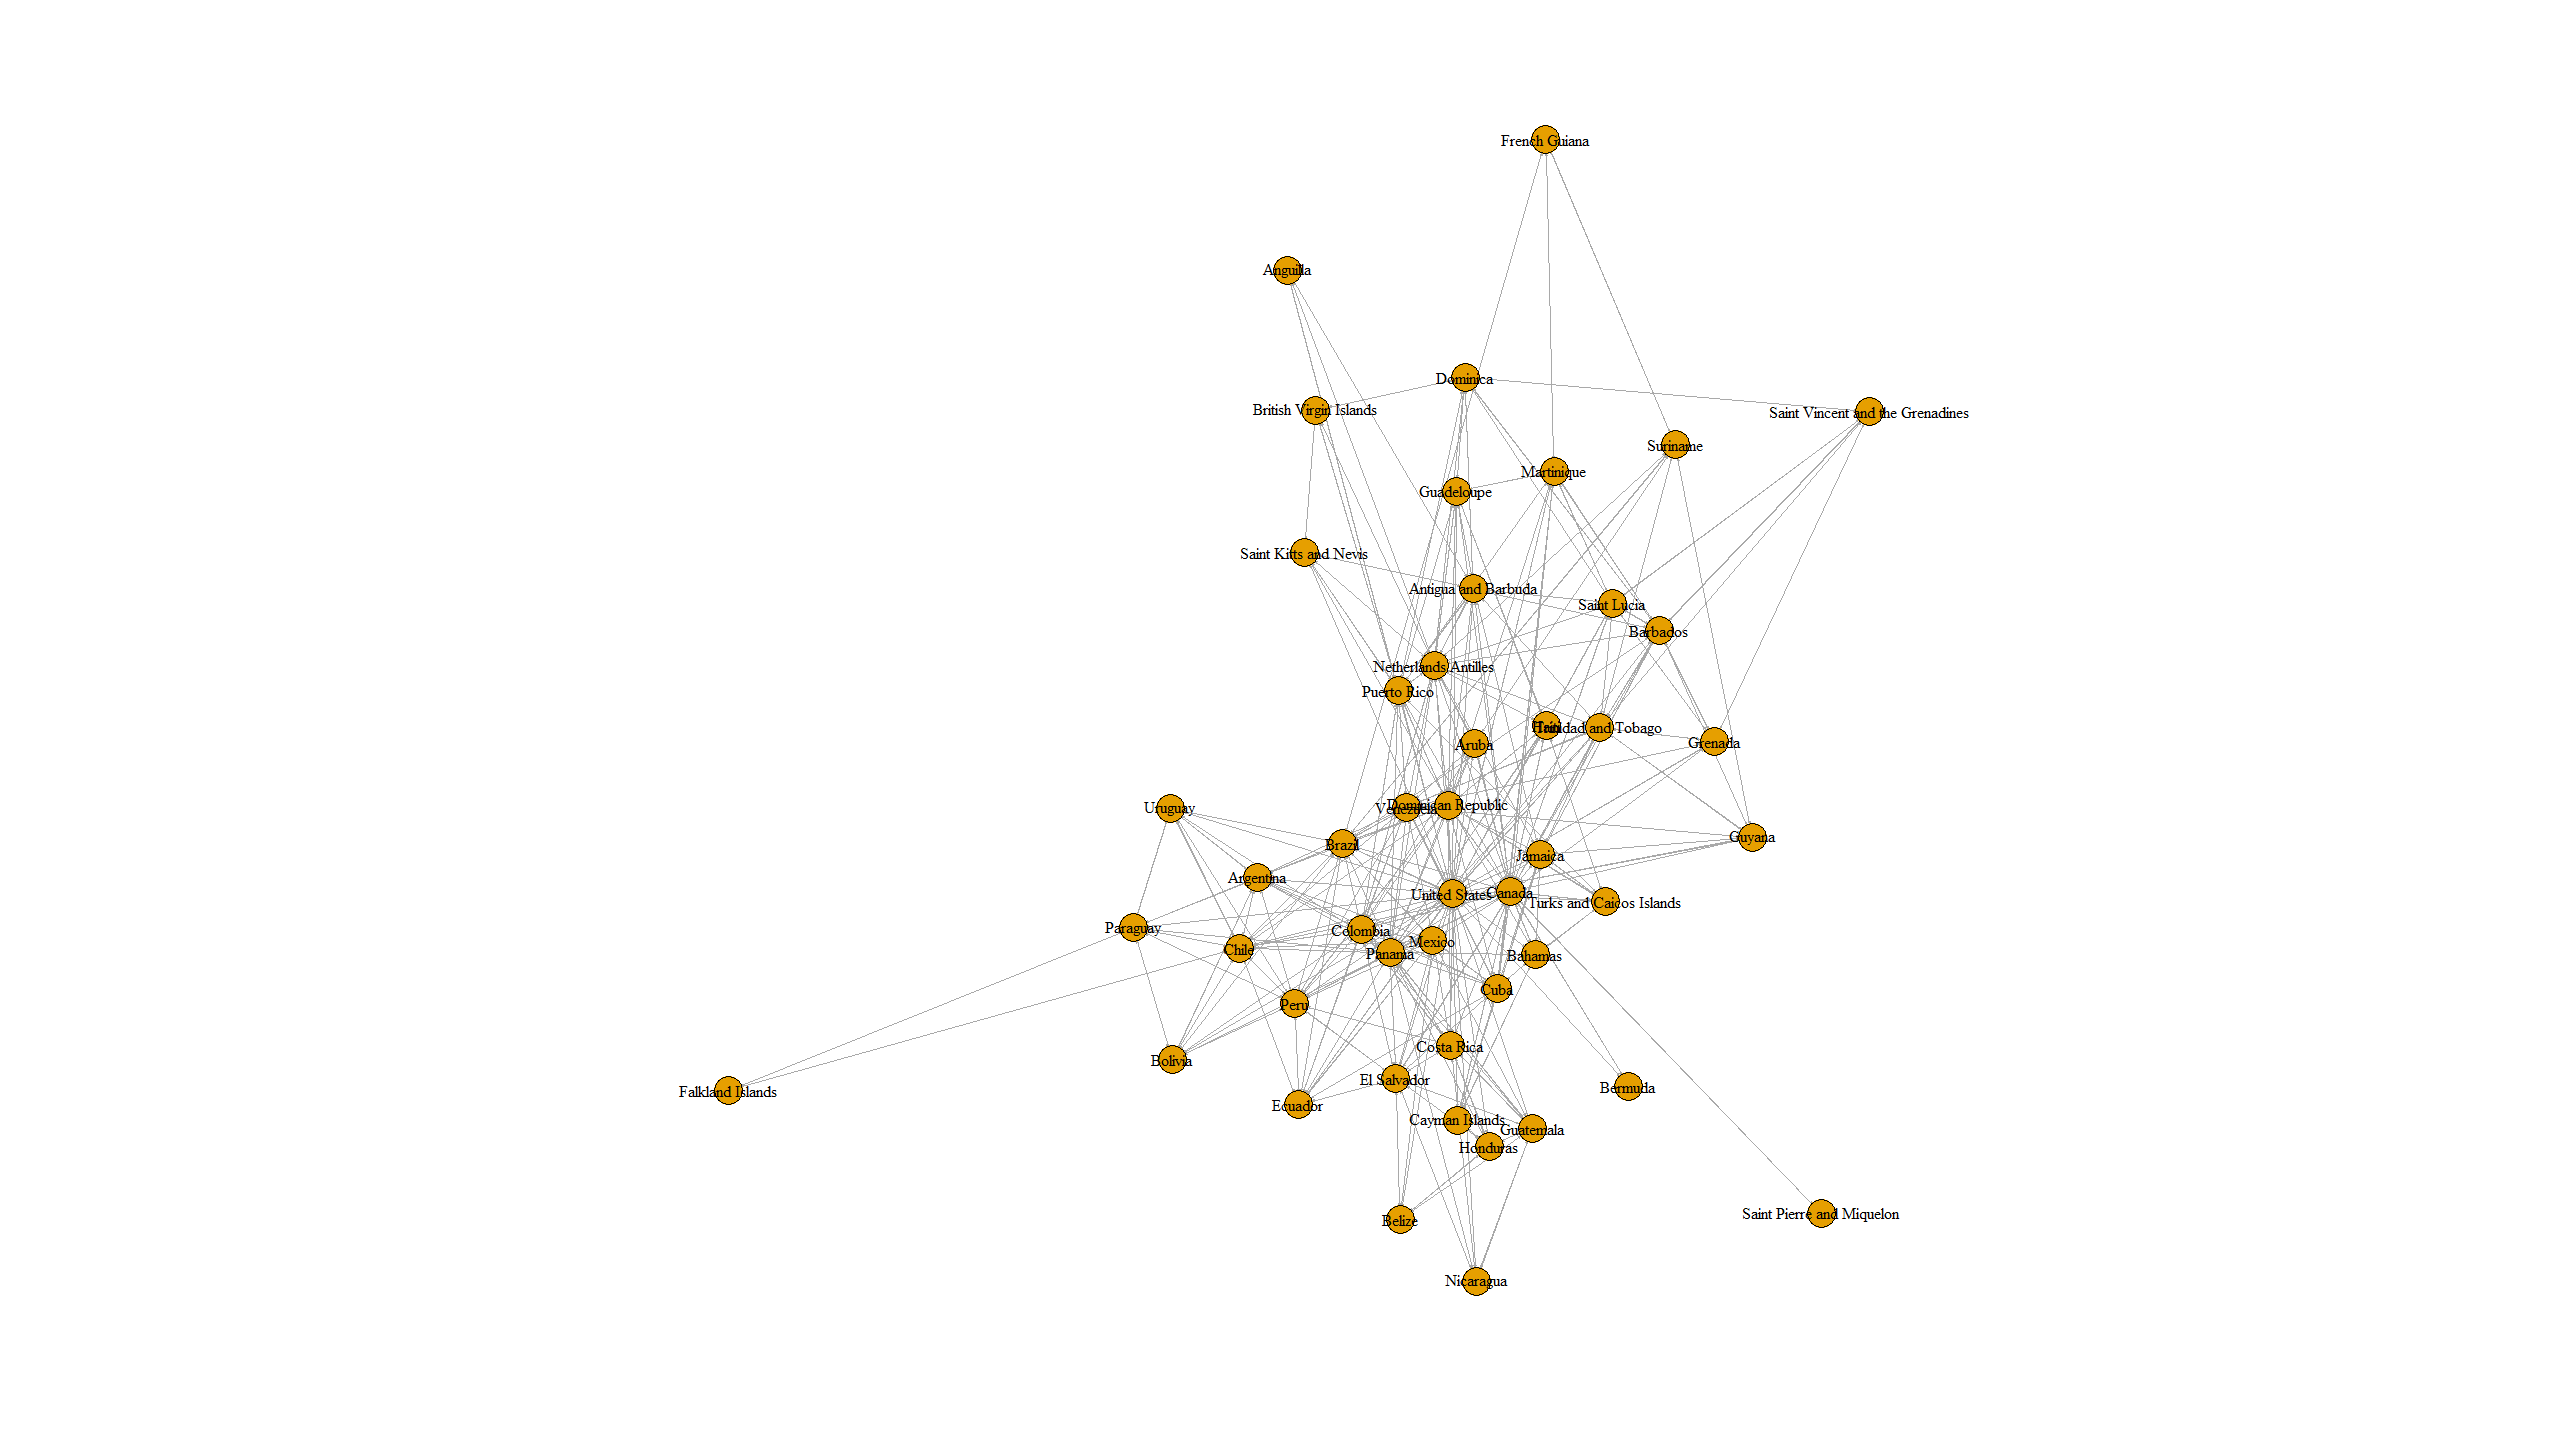 French Guiana
Anguilla
Dominica
British Virgin Islands
Saint Vincent and the Grenadines
Suriname
Martinique
Guadeloupe
Saint Kitts and Nevis
Antigua and Barbuda
Saint Lucia
Barbados
Netherlands Antilles
Puerto Rico
Haiti
Trinidad and Tobago
Aruba
Grenada
Dominican Republic
Venezuela
Uruguay
Guyana
Brazil
Jamaica
Argentina
United States
Canada
Turks and Caicos Islands
Paraguay
Colombia
Mexico
Chile
Panama
Bahamas
Cuba
Peru
Costa Rica
Bolivia
El Salvador
Bermuda
Falkland Islands
Ecuador
Cayman Islands
Guatemala
Honduras
Saint Pierre and Miquelon
Belize
Nicaragua